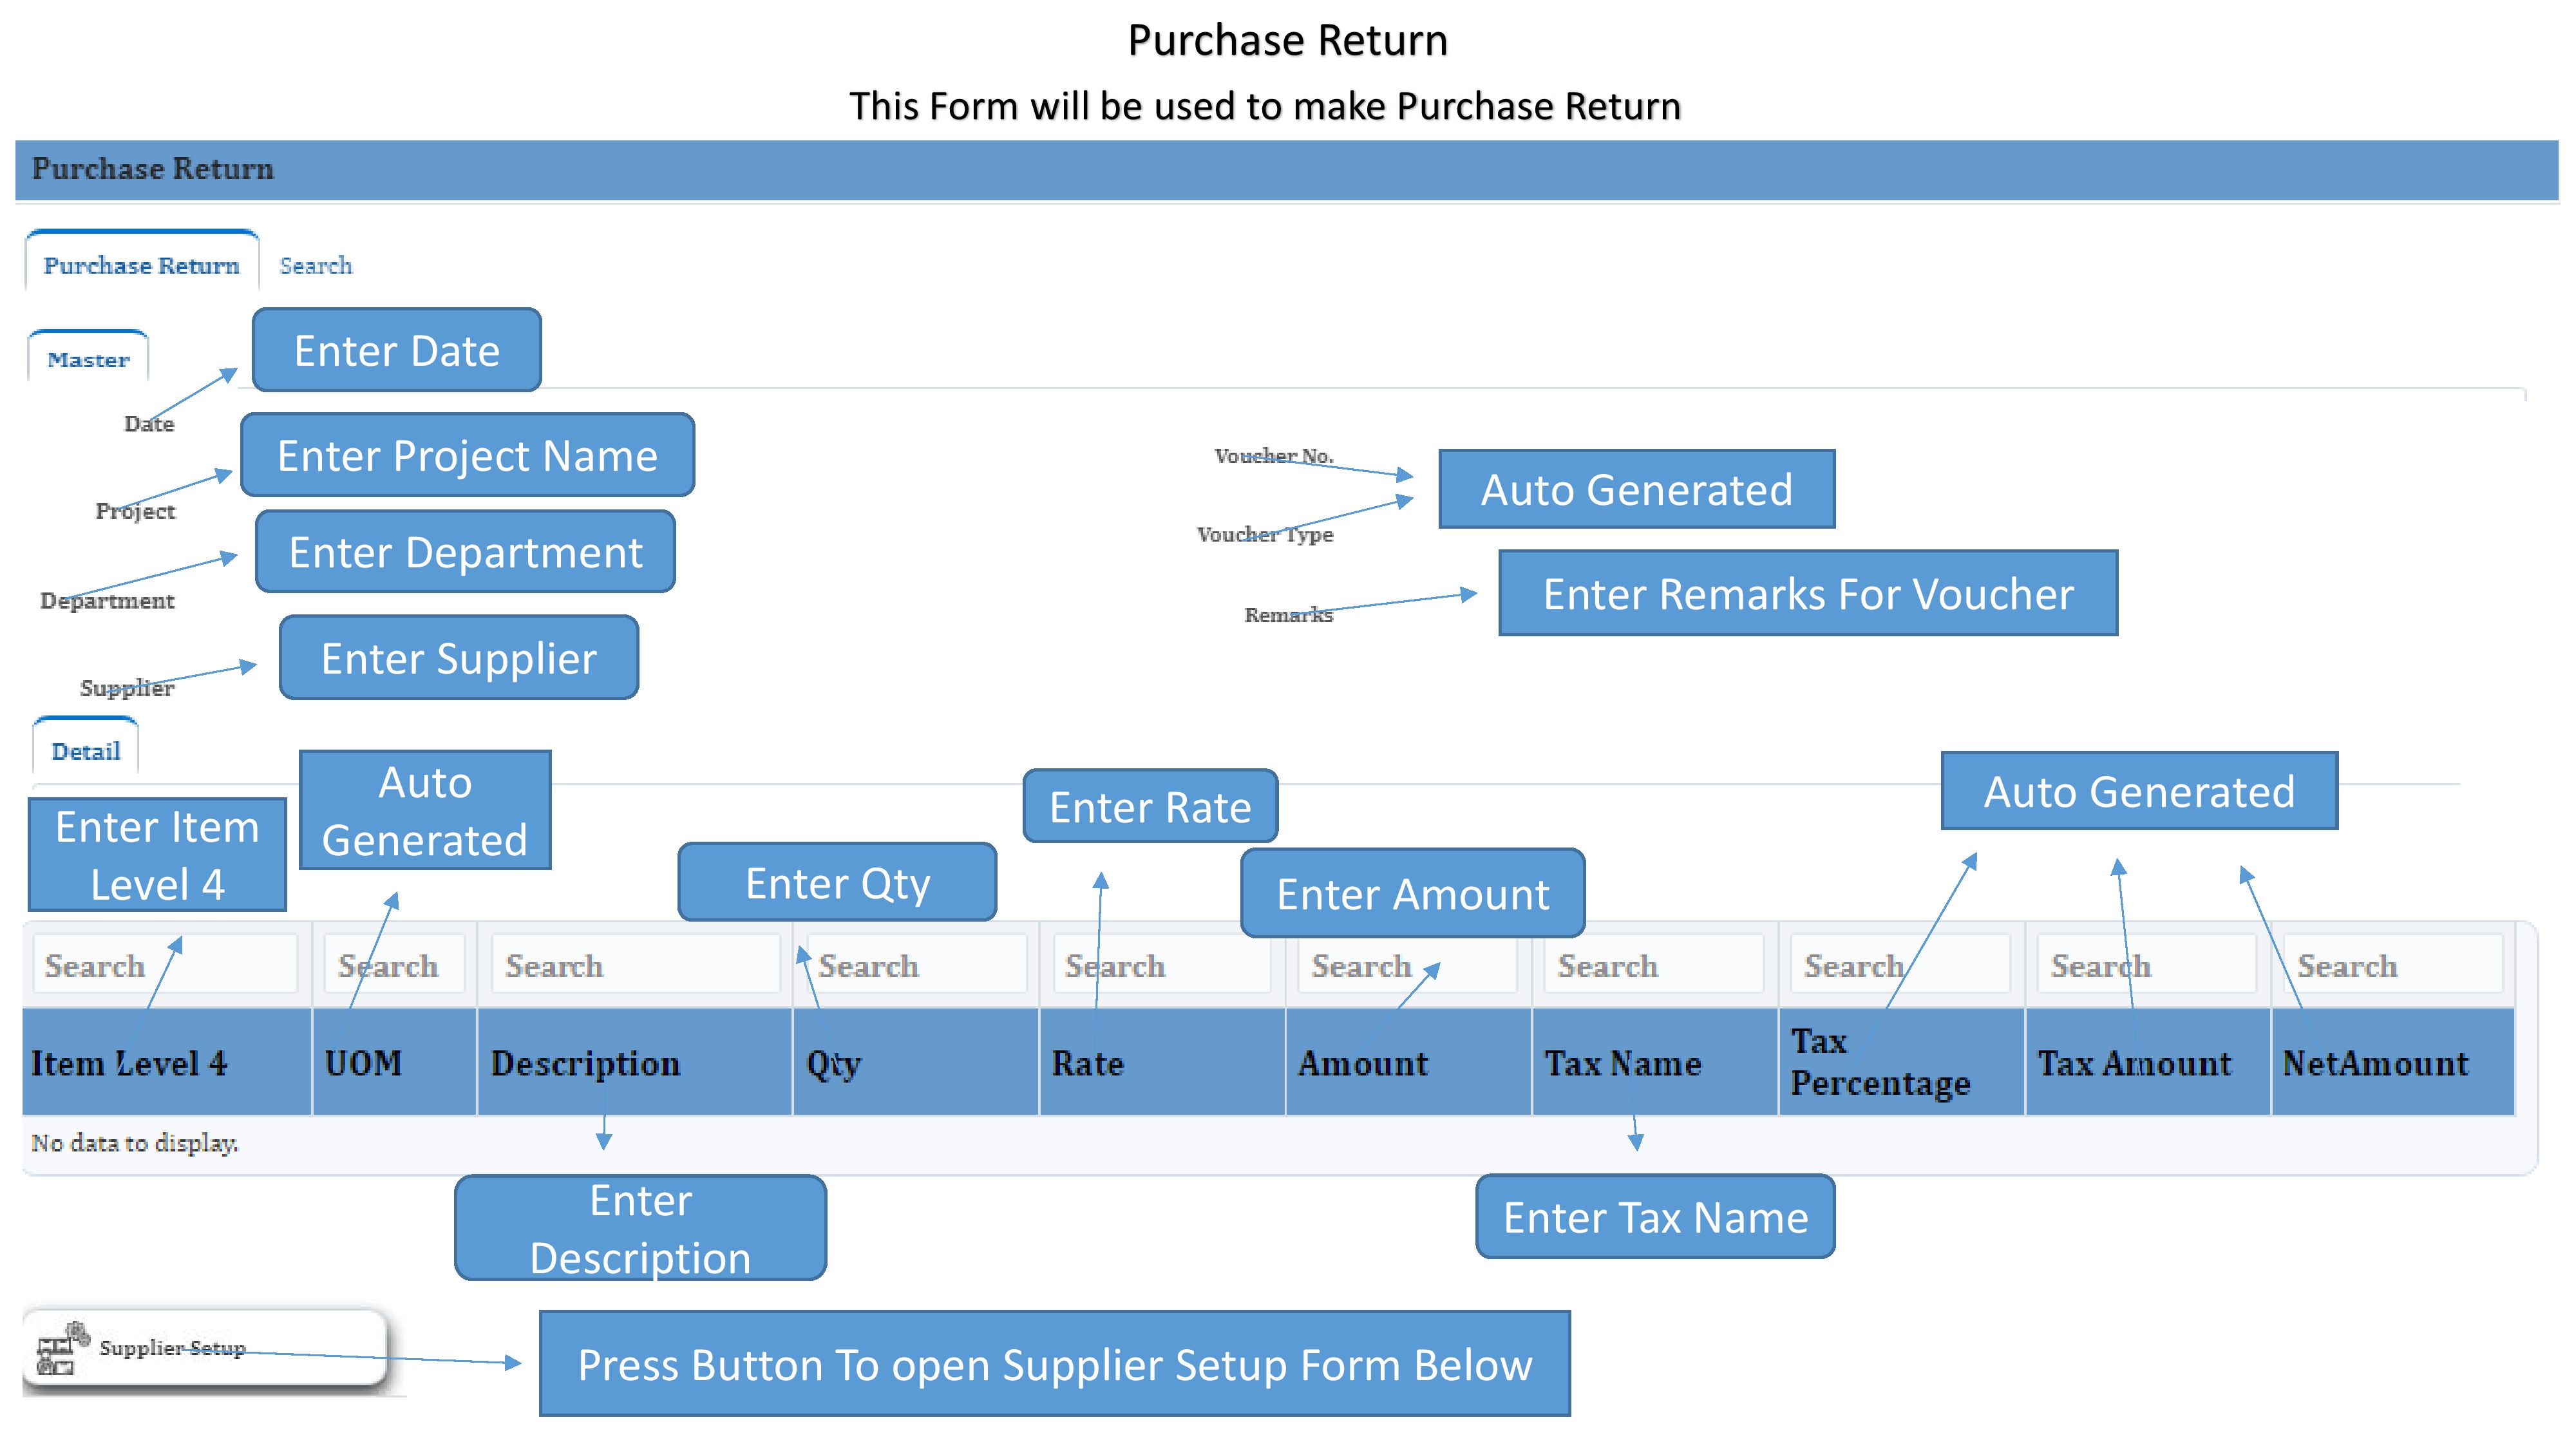 Purchase Return
This Form will be used to make Purchase Return
Purchase Return
Purchase Return
Search
Master
Enter Date
Date
Enter Project Name
Project
Enter Department
Department
Enter Supplier
Supplier
Voucher No.
Auto Generated
Voucher Type
Enter Remarks For Voucher
Remarks
Detail
Enter Item
Level 4
Auto
Generated
Enter Qty
Enter Rate
Enter Amount
Auto Generated
Search Search Search Search Search Search Search Search Search Search
Item Level 4 UOM Description Qty Rate Amount Tax Name Tax Percentage Tax Amount NetAmount
No data to display.
Enter
Description
Enter Tax Name
Supplier Setup
Press Button To open Supplier Setup Form Below